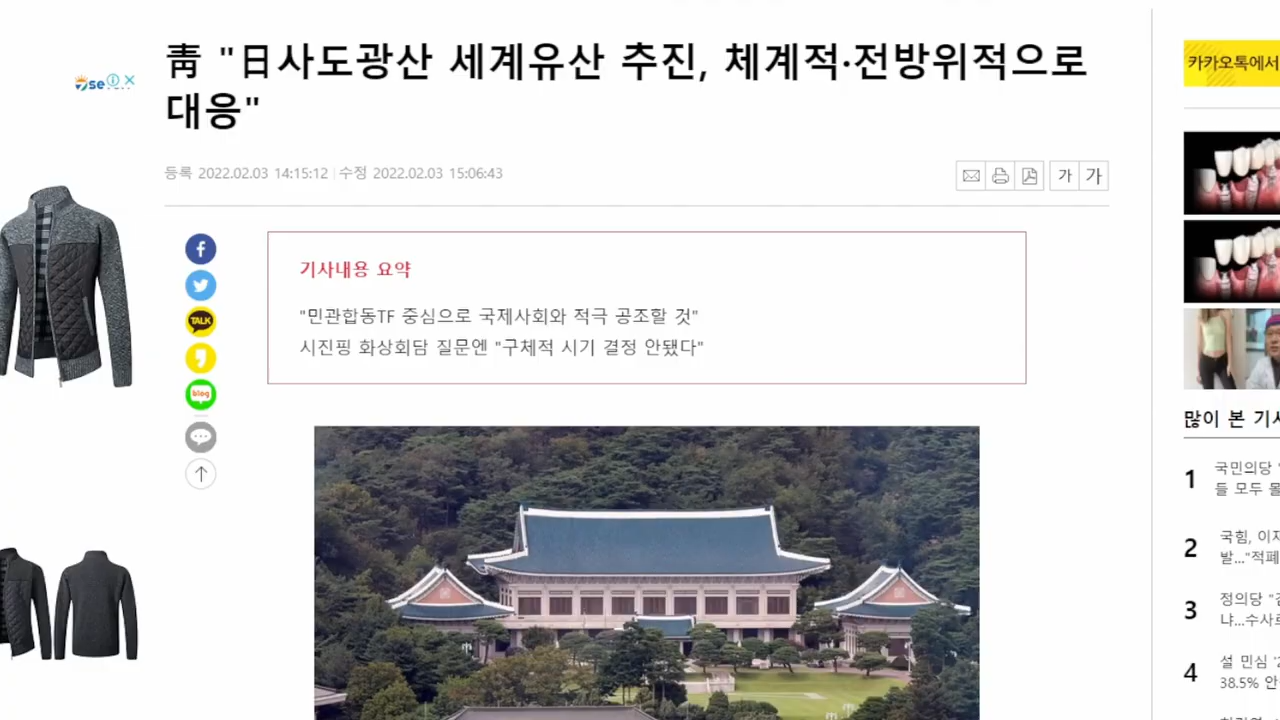 靑 "日사도광산 세계유산 추진, 체계적·전방위적으로
대응"
등록 2022.02.03 14:15:12 수정 2022.02.03 15:06:43
가 가
기사내용 요약
"민관합동TF 중심으로 국제사회와 적극 공조할 것"
시진핑 화상회담 질문엔 "구체적 시기 결정 안됐다"
TALK
blog
카카오톡에서
많이 본 기사
1 국민의당
들 모두 몰
2 국힘, 이재
발..."적폐
3 정의당
냐...수사
4 설 민심
38.5%